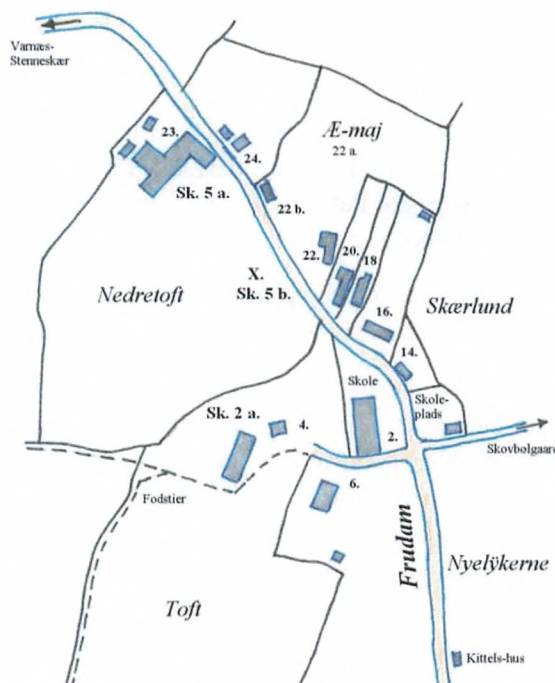 Varnæs-
Stenneskær
23.
24.
Æ-maj
22 a.
Sk. 5 a.
22 b.
22.
20.
18
X.
Sk. 5 b.
Nedretoft
16.
Skærlund
14.
Skole
Skole-
plads
Sk. 2 a.
4.
2.
Skovbølgaard
Fodstier
6.
Frudam
Nyelÿkerne
Toft
Kittels-hus